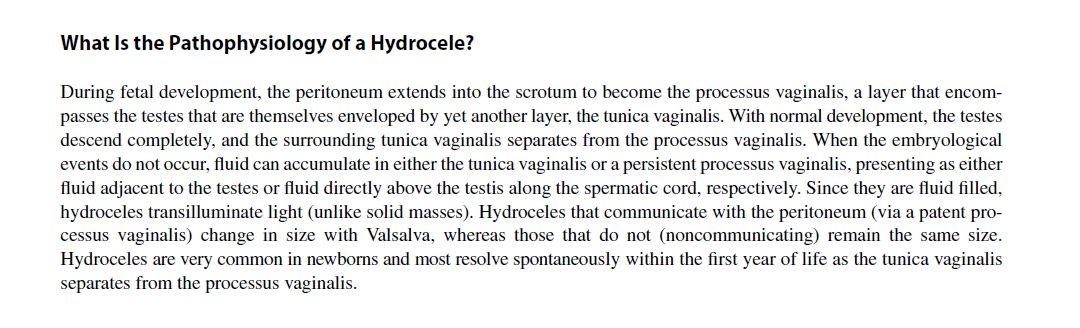 What Is the Pathophysiology of a Hydrocele?
During fetal development, the peritoneum extends into the scrotum to become the processus vaginalis, a layer that encom-
passes the testes that are themselves enveloped by yet another layer, the tunica vaginalis. With normal development, the testes
descend completely, and the surrounding tunica vaginalis separates from the processus vaginalis. When the embryological
events do not occur, fluid can accumulate in either the tunica vaginalis or a persistent processus vaginalis, presenting as either
fluid adjacent to the testes or fluid directly above the testis along the spermatic cord, respectively. Since they are fluid filled,
hydroceles transilluminate light (unlike solid masses). Hydroceles that communicate with the peritoneum (via a patent pro-
cessus vaginalis) change in size with Valsalva, whereas those that do not (noncommunicating) remain the same size.
Hydroceles are very common in newborns and most resolve spontaneously within the first year of life as the tunica vaginalis
separates from the processus vaginalis.